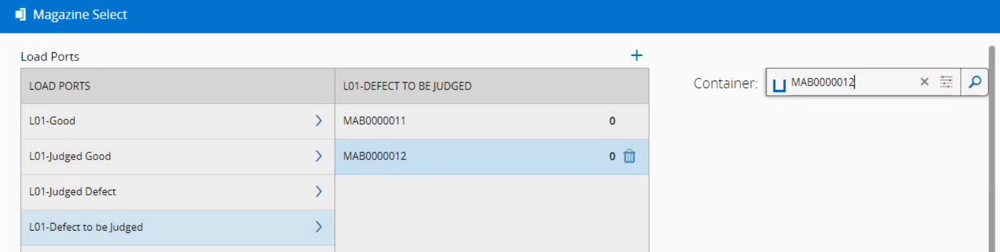 Magazine Select
Load Ports
Container: MAB0000012
LOAD PORTS L01-DEFECT TO BE JUDGED
L01-Good MAB0000011 0
L01-Judged Good MAB0000012 0
L01-Judged Defect
L01-Defect to be Judged